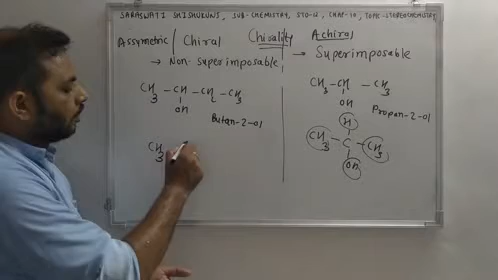 SARASWATI SHISHUKUNJ, SUB-CHEMISTRY, STD-12, CHAP-10, TOPIC-STEREOCHEMISTRY
Chirality
Assymetric / Chiral
→ Non-Superimposable
CH3 - CH - CH2 - CH3
OH
Butan-2-ol
CH3
Achiral
→ Superimposable
CH3 - CH - CH3
OH
Propan-2-ol
H
CH3 - C - CH3
OH